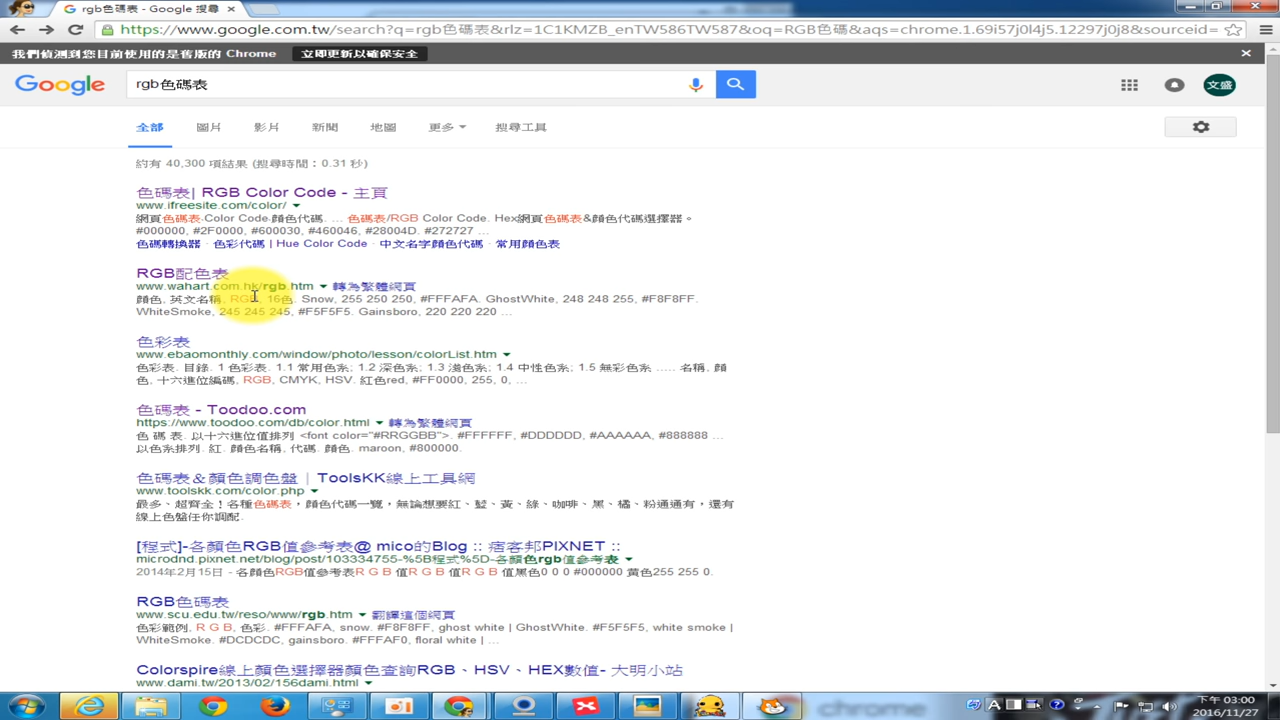 rgb色碼表 - Google 搜尋
https://www.google.com.tw/search?q=rgb色碼表&rlz=1C1LMZB_enTW586TW587&oq=RGB色碼&aqs=chrome.1.69i57j0l4j5.12297j0j8&sourceid=
我們偵測到您目前使用的是舊版的 Chrome 立即更新以確保安全
Google rgb色碼表 文盛
全部 圖片 影片 新聞 地圖 更多 搜尋工具
約有 40,300 項結果 (搜尋時間：0.31 秒)
色碼表| RGB Color Code - 主頁
www.ifreesite.com/color/
網頁色碼表.Color Code.顏色代碼. ... 色碼表/RGB Color Code. Hex網頁色碼表&顏色代碼選擇器。
#000000, #2F0000, #600030, #460046, #28004D. #272727 ...
色碼轉換器 · 色彩代碼 | Hue Color Code · 中文名字顏色代碼 · 常用顏色表
RGB配色表
www.wahart.com.hk/rgb.htm 轉為繁體網頁
顏色, 英文名稱, RGB, 16色. Snow, 255 250 250, #FFFAFA. GhostWhite, 248 248 255, #F8F8FF.
WhiteSmoke, 245 245 245, #F5F5F5. Gainsboro, 220 220 220 ...
色彩表
www.ebaomonthly.com/window/photo/lesson/colorList.htm
色彩表. 目錄. 1 色彩表. 1.1 常用色系; 1.2 深色系; 1.3 淺色系; 1.4 中性色系; 1.5 無彩色系 ..... 名稱, 顏
色, 十六進位編碼, RGB, CMYK, HSV. 紅色red, #FF0000, 255, 0, ...
色碼表 - Toodoo.com
https://www.toodoo.com/db/color.html 轉為繁體網頁
色 碼 表. 以十六進位值排列 <font color="#RRGGBB">. #FFFFFF, #DDDDDD, #AAAAAA, #888888 ...
以色系排列. 紅. 顏色名稱, 代碼. 顏色. maroon, #800000.
色碼表＆顏色調色盤｜ToolsKK線上工具網
www.toolskk.com/color.php
最多、超齊全！各種色碼表，顏色代碼一覽，無論想要紅、藍、黃、綠、咖啡、黑、橘、粉通通有，還有
線上色盤任你調配.
[程式]-各顏色RGB值參考表@ mico的Blog :: 痞客邦PIXNET ::
microdnd.pixnet.net/blog/post/103334755-%5B程式%5D-各顏色rgb值參考表
2014年2月15日 - 各顏色RGB值參考表R G B 值R G B 值R G B 值黑色0 0 0 #000000 黃色255 255 0.
RGB色碼表
www.scu.edu.tw/reso/www/rgb.htm 翻譯這個網頁
色彩範例, R G B, 色彩. #FFFAFA, snow. #F8F8FF, ghost white | GhostWhite. #F5F5F5, white smoke |
WhiteSmoke. #DCDCDC, gainsboro. #FFFAF0, floral white | ...
Colorspire線上顏色選擇器顏色查詢RGB、HSV、HEX數值- 大明小站
www.dami.tw/2013/02/156dami.html
下午 03:00
2016/11/27